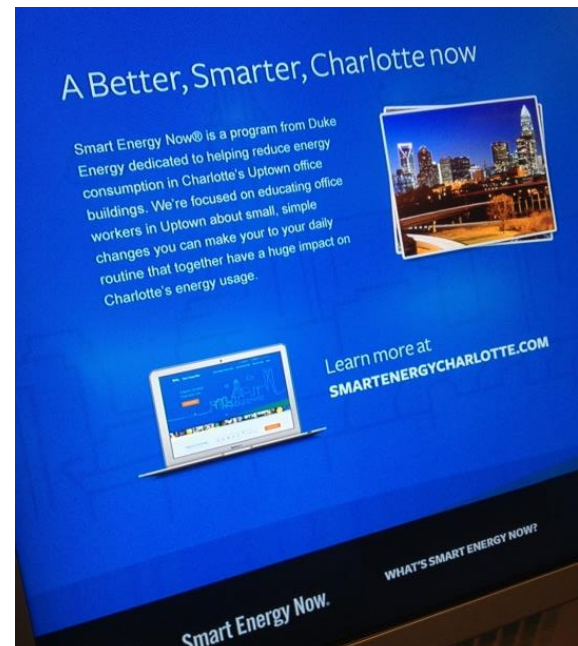 A Better, Smarter, Charlotte now
Smart Energy Now® is a program from Duke
Energy dedicated to helping reduce energy
consumption in Charlotte's Uptown office
buildings. We're focused on educating office
workers in Uptown about small, simple
changes you can make your to your daily
routine that together have a huge impact on
Charlotte's energy usage.
Learn more at
SMARTENERGYCHARLOTTE.COM
WHAT'S SMART ENERGY NOW?
Smart Energy Now.